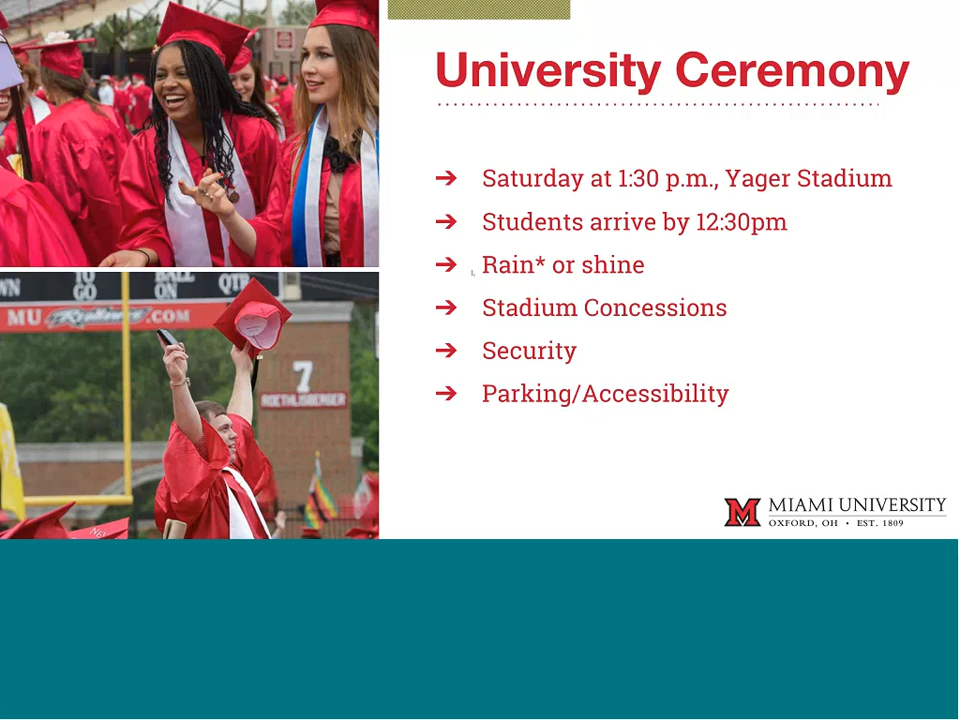 University Ceremony
➔ Saturday at 1:30 p.m., Yager Stadium
➔ Students arrive by 12:30pm
➔ Rain* or shine
➔ Stadium Concessions
➔ Security
➔ Parking/Accessibility
TO GO
BALL ON
QTR
MU
.COM
7
ROETHLISBERGER
MIAMI UNIVERSITY
OXFORD, OH • EST. 1809